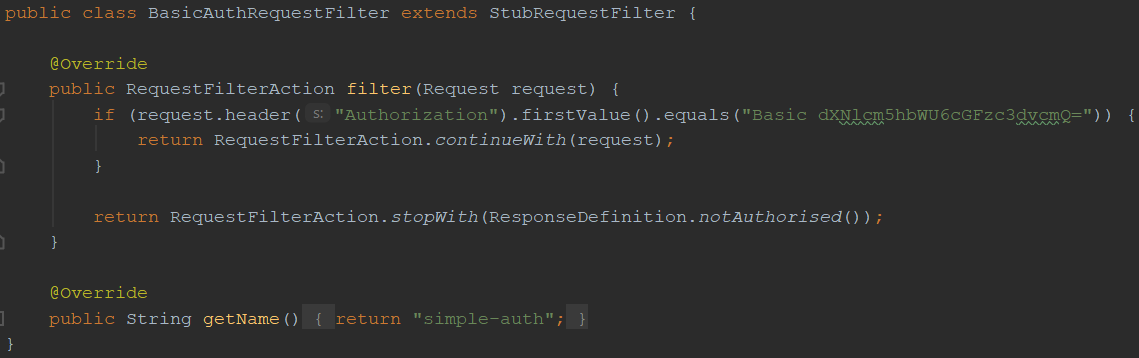 public class BasicAuthRequestFilter extends StubRequestFilter {
@Override
public RequestFilterAction filter(Request request) {
if (request.header( s: "Authorization").firstValue().equals("Basic dXNlcm5hbWU6cGFzc3dvcmQ=")) {
return RequestFilterAction.continueWith(request);
}
return RequestFilterAction.stopWith(ResponseDefinition.notAuthorised());
}
@Override
public String getName() { return "simple-auth"; }
}